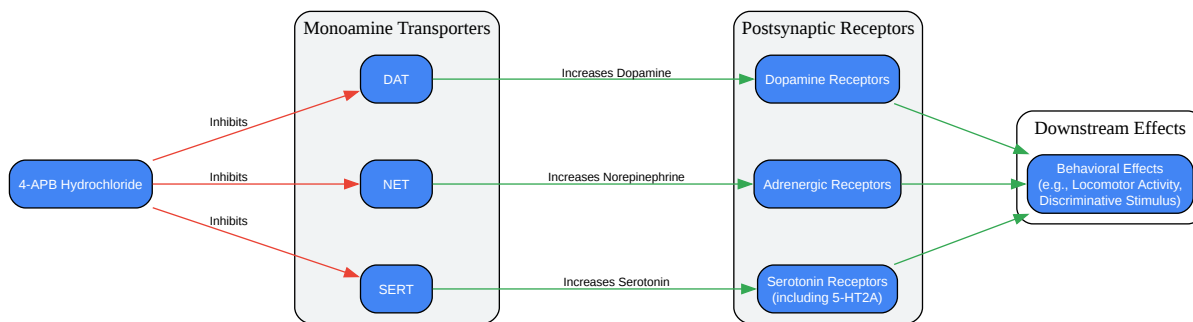 Monoamine Transporters
Postsynaptic Receptors
DAT
Increases Dopamine
Dopamine Receptors
Inhibits
Downstream Effects
4-APB Hydrochloride
Inhibits
NET
Increases Norepinephrine
Adrenergic Receptors
Behavioral Effects
(e.g., Locomotor Activity,
Discriminative Stimulus)
Inhibits
SERT
Increases Serotonin
Serotonin Receptors
(including 5-HT2A)